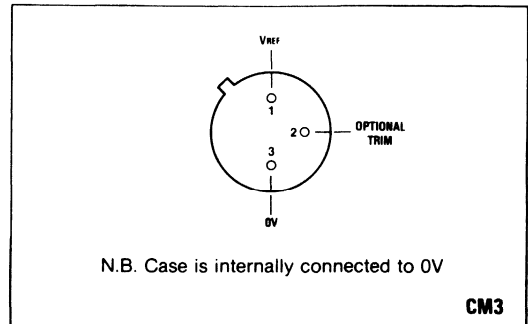 VREF
1
2 OPTIONAL
TRIM
3
0V
N.B. Case is internally connected to 0V
CM3